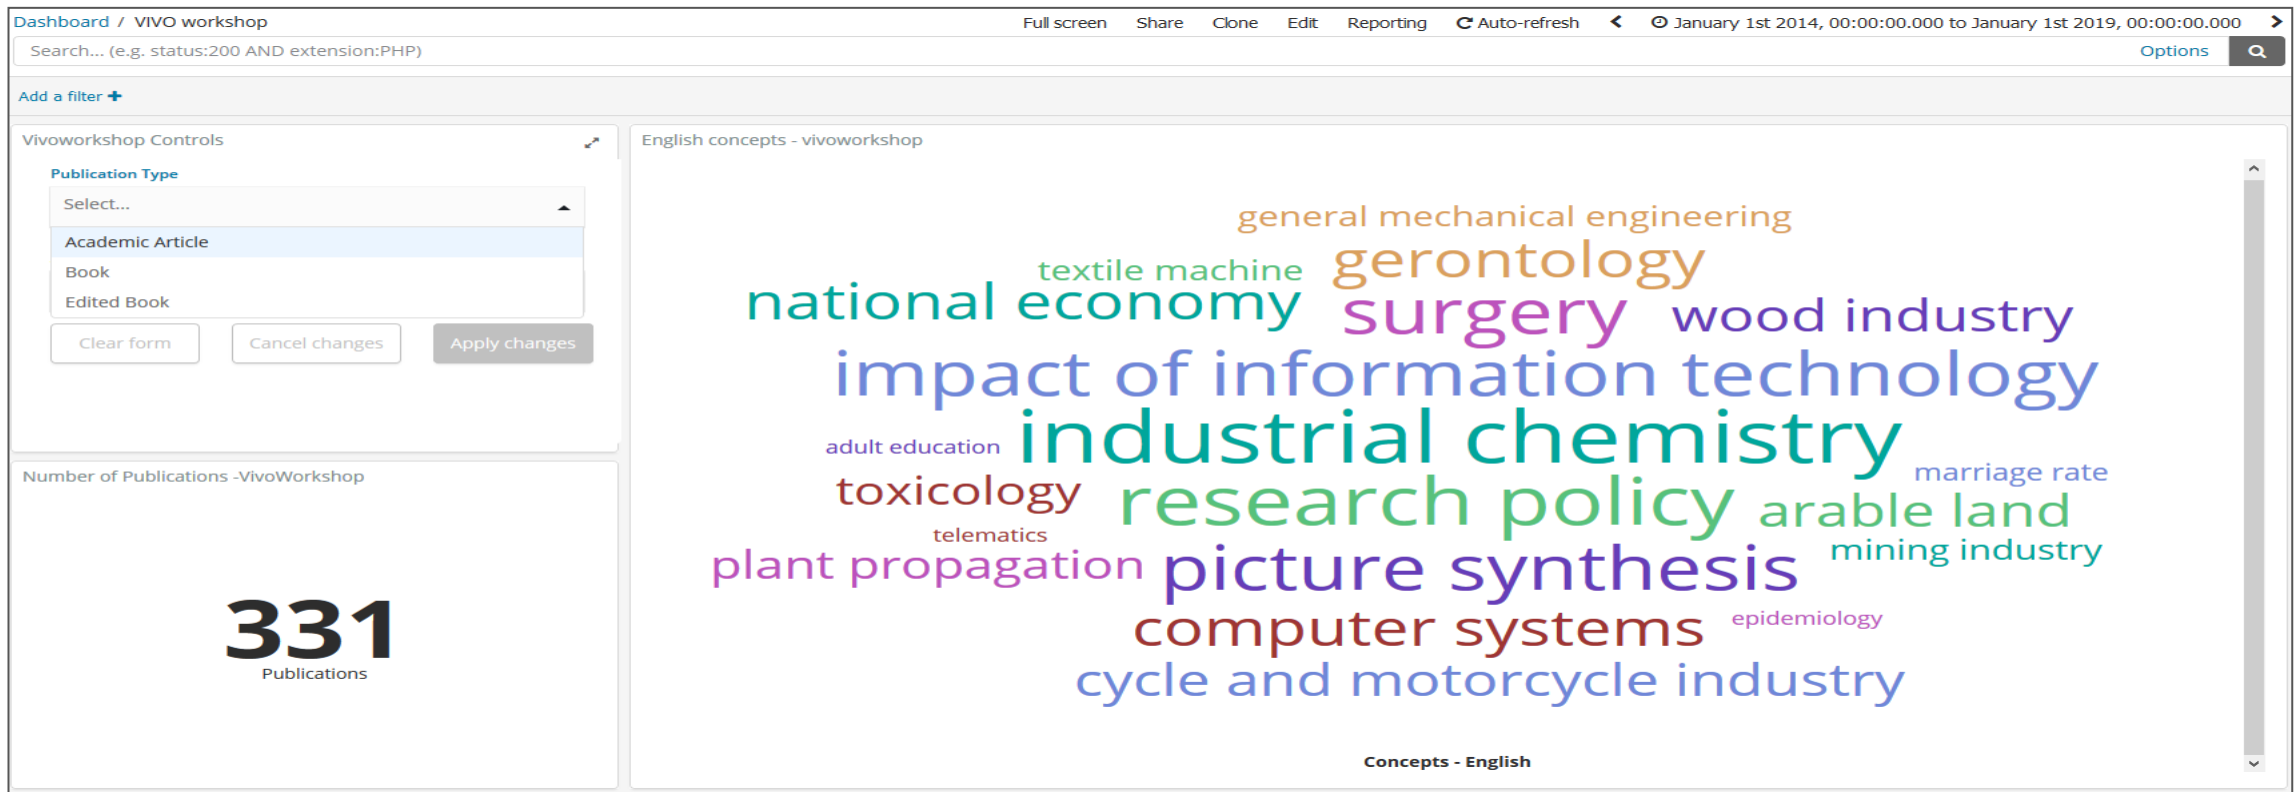 Dashboard / VIVO workshop
Full screen Share Clone Edit Reporting Auto-refresh January 1st 2014, 00:00:00.000 to January 1st 2019, 00:00:00.000
Search... (e.g. status:200 AND extension:PHP)
Options
Add a filter
Vivoworkshop Controls
Publication Type
Select...
Academic Article
Book
Edited Book
Clear form Cancel changes Apply changes
Number of Publications -VivoWorkshop
331
Publications
English concepts - vivoworkshop
general mechanical engineering
textile machine gerontology
national economy surgery wood industry
impact of information technology
adult education industrial chemistry marriage rate
toxicology research policy arable land
telematics
plant propagation picture synthesis mining industry
computer systems epidemiology
cycle and motorcycle industry
Concepts - English